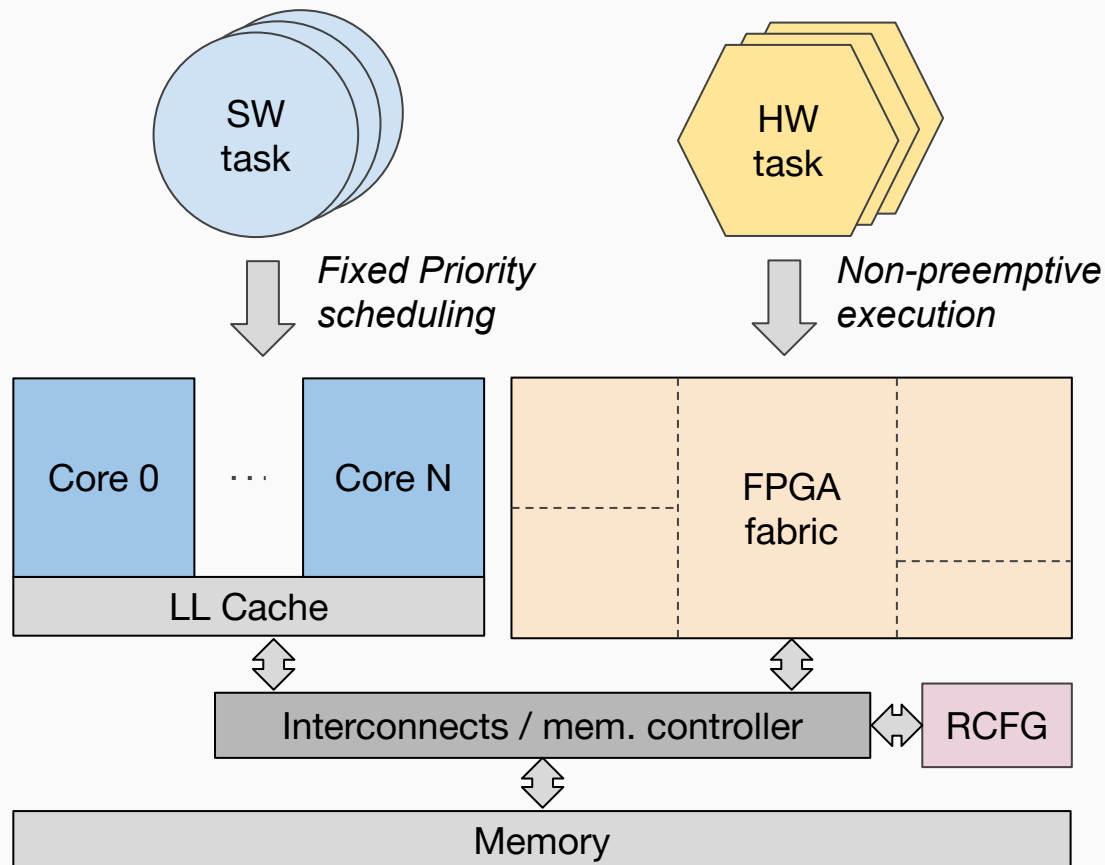 SW
task
HW
task
Fixed Priority
scheduling
Non-preemptive
execution
Core 0
. . .
Core N
FPGA
fabric
LL Cache
Interconnects / mem. controller
RCFG
Memory